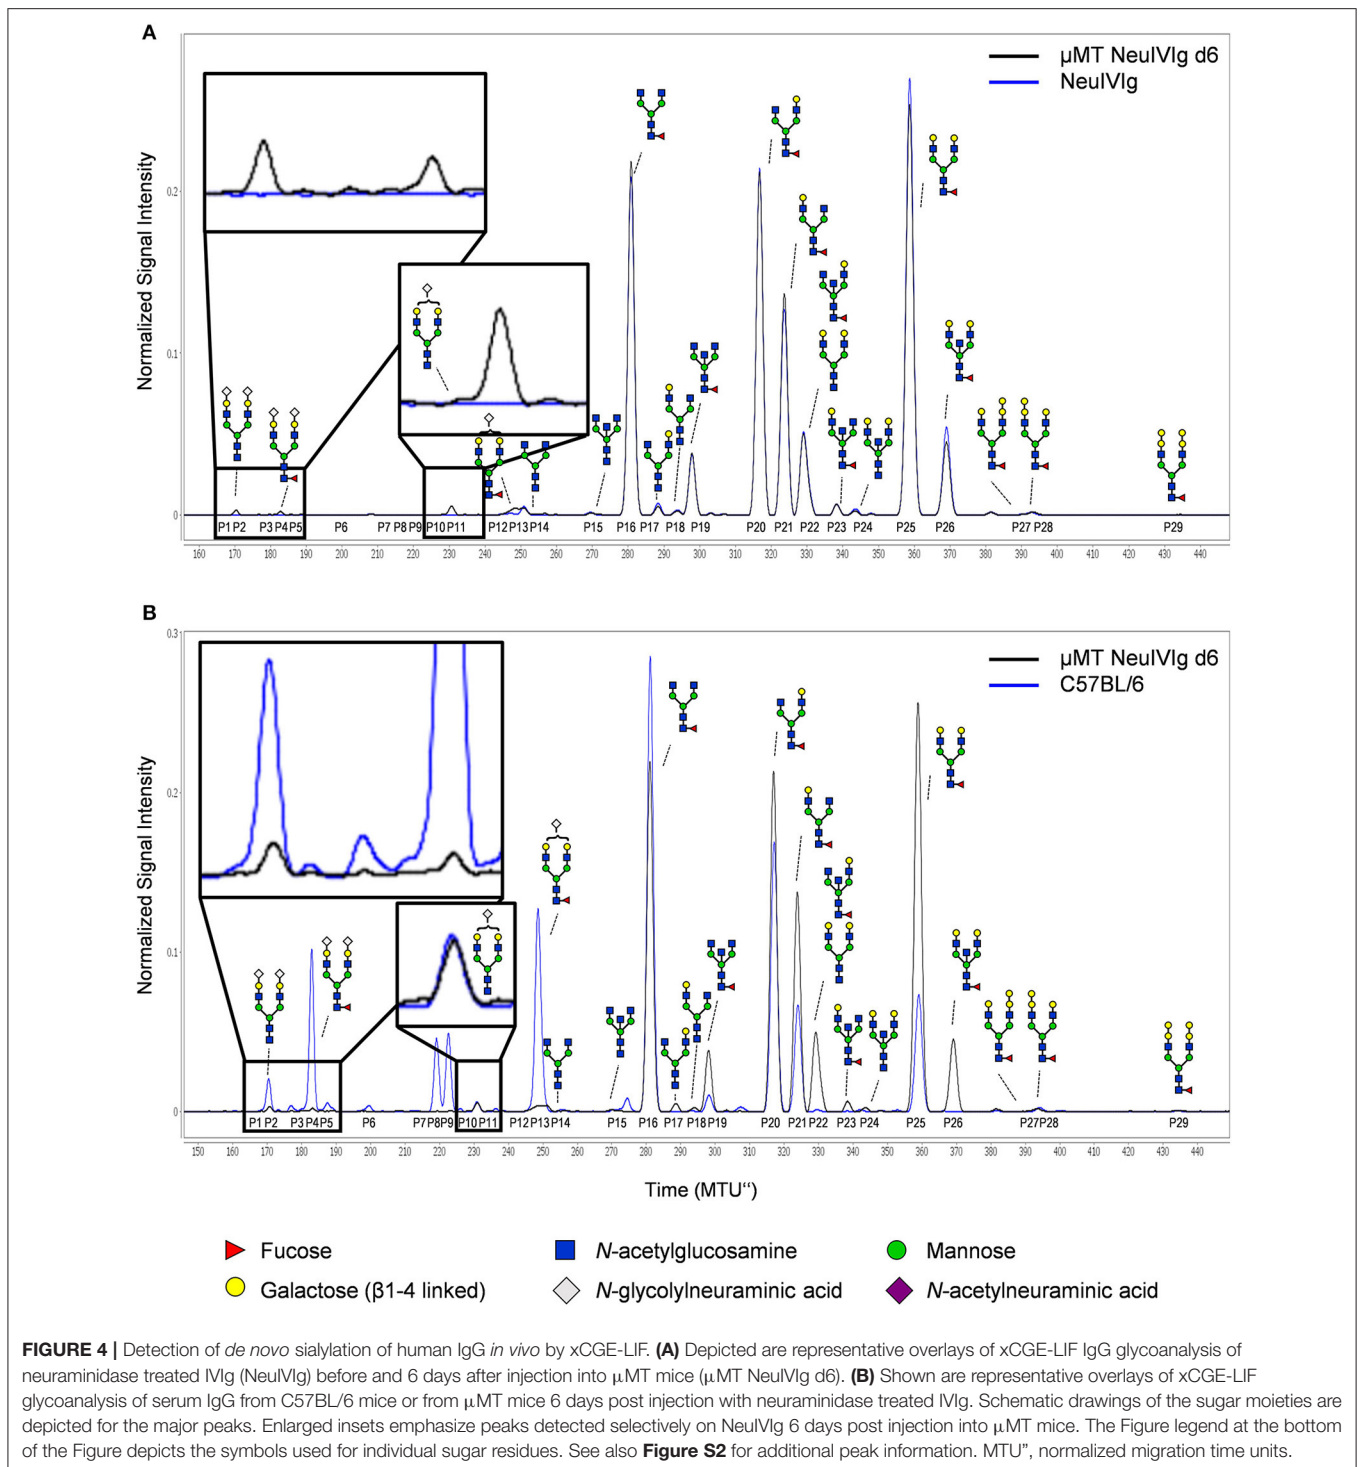 A
Normalized Signal Intensity
0.2
0.1
0
μMT NeuIVIg d6
NeuIVIg
P1 P2 P3 P4 P5 P6 P7 P8 P9 P10 P11 P12 P13 P14 P15 P16 P17 P18 P19 P20 P21 P22 P23 P24 P25 P26 P27 P28 P29
160 170 180 190 200 210 220 230 240 250 260 270 280 290 300 310 320 330 340 350 360 370 380 390 400 410 420 430 440
B
Normalized Signal Intensity
0.3
0.2
0.1
0
μMT NeuIVIg d6
C57BL/6
P1 P2 P3 P4 P5 P6 P7 P8 P9 P10 P11 P12 P13 P14 P15 P16 P17 P18 P19 P20 P21 P22 P23 P24 P25 P26 P27 P28 P29
150 160 170 180 190 200 210 220 230 240 250 260 270 280 290 300 310 320 330 340 350 360 370 380 390 400 410 420 430 440
Time (MTU“)
Fucose N-acetylglucosamine Mannose
Galactose (β1-4 linked) N-glycolylneuraminic acid N-acetylneuraminic acid
FIGURE 4 | Detection of de novo sialylation of human IgG in vivo by xCGE-LIF. (A) Depicted are representative overlays of xCGE-LIF IgG glycoanalysis of
neuraminidase treated IVIg (NeuIVIg) before and 6 days after injection into μMT mice (μMT NeuIVIg d6). (B) Shown are representative overlays of xCGE-LIF
glycoanalysis of serum IgG from C57BL/6 mice or from μMT mice 6 days post injection with neuraminidase treated IVIg. Schematic drawings of the sugar moieties are
depicted for the major peaks. Enlarged insets emphasize peaks detected selectively on NeuIVIg 6 days post injection into μMT mice. The Figure legend at the bottom
of the Figure depicts the symbols used for individual sugar residues. See also Figure S2 for additional peak information. MTU”, normalized migration time units.